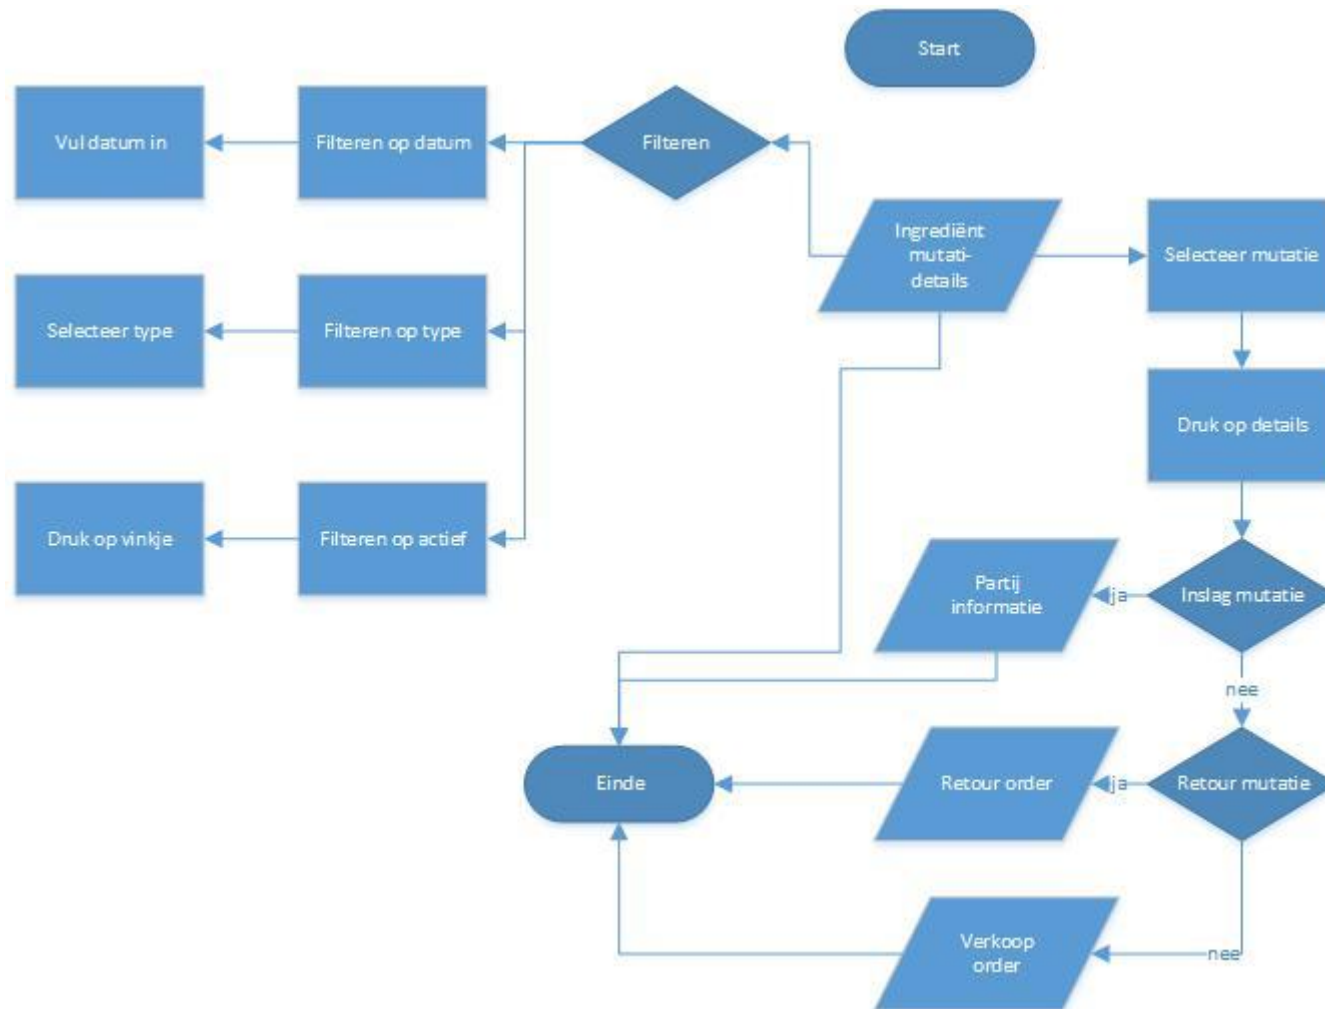 Start
Vul datum in
Filteren op datum
Filteren
Ingrediënt
mutati-
details
Selecteer mutatie
Selecteer type
Filteren op type
Druk op details
Druk op vinkje
Filteren op actief
Partij
informatie
ja
Inslag mutatie
nee
Einde
Retour order
ja
Retour mutatie
Verkoop
order
nee